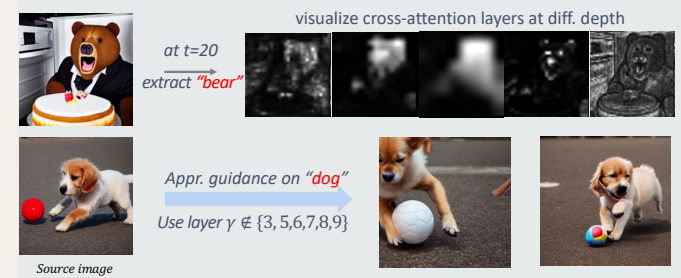 visualize cross-attention layers at diff. depth
at t=20
extract “bear”
Appr. guidance on “dog”
Use layer γ ∉ {3, 5,6,7,8,9}
Source image